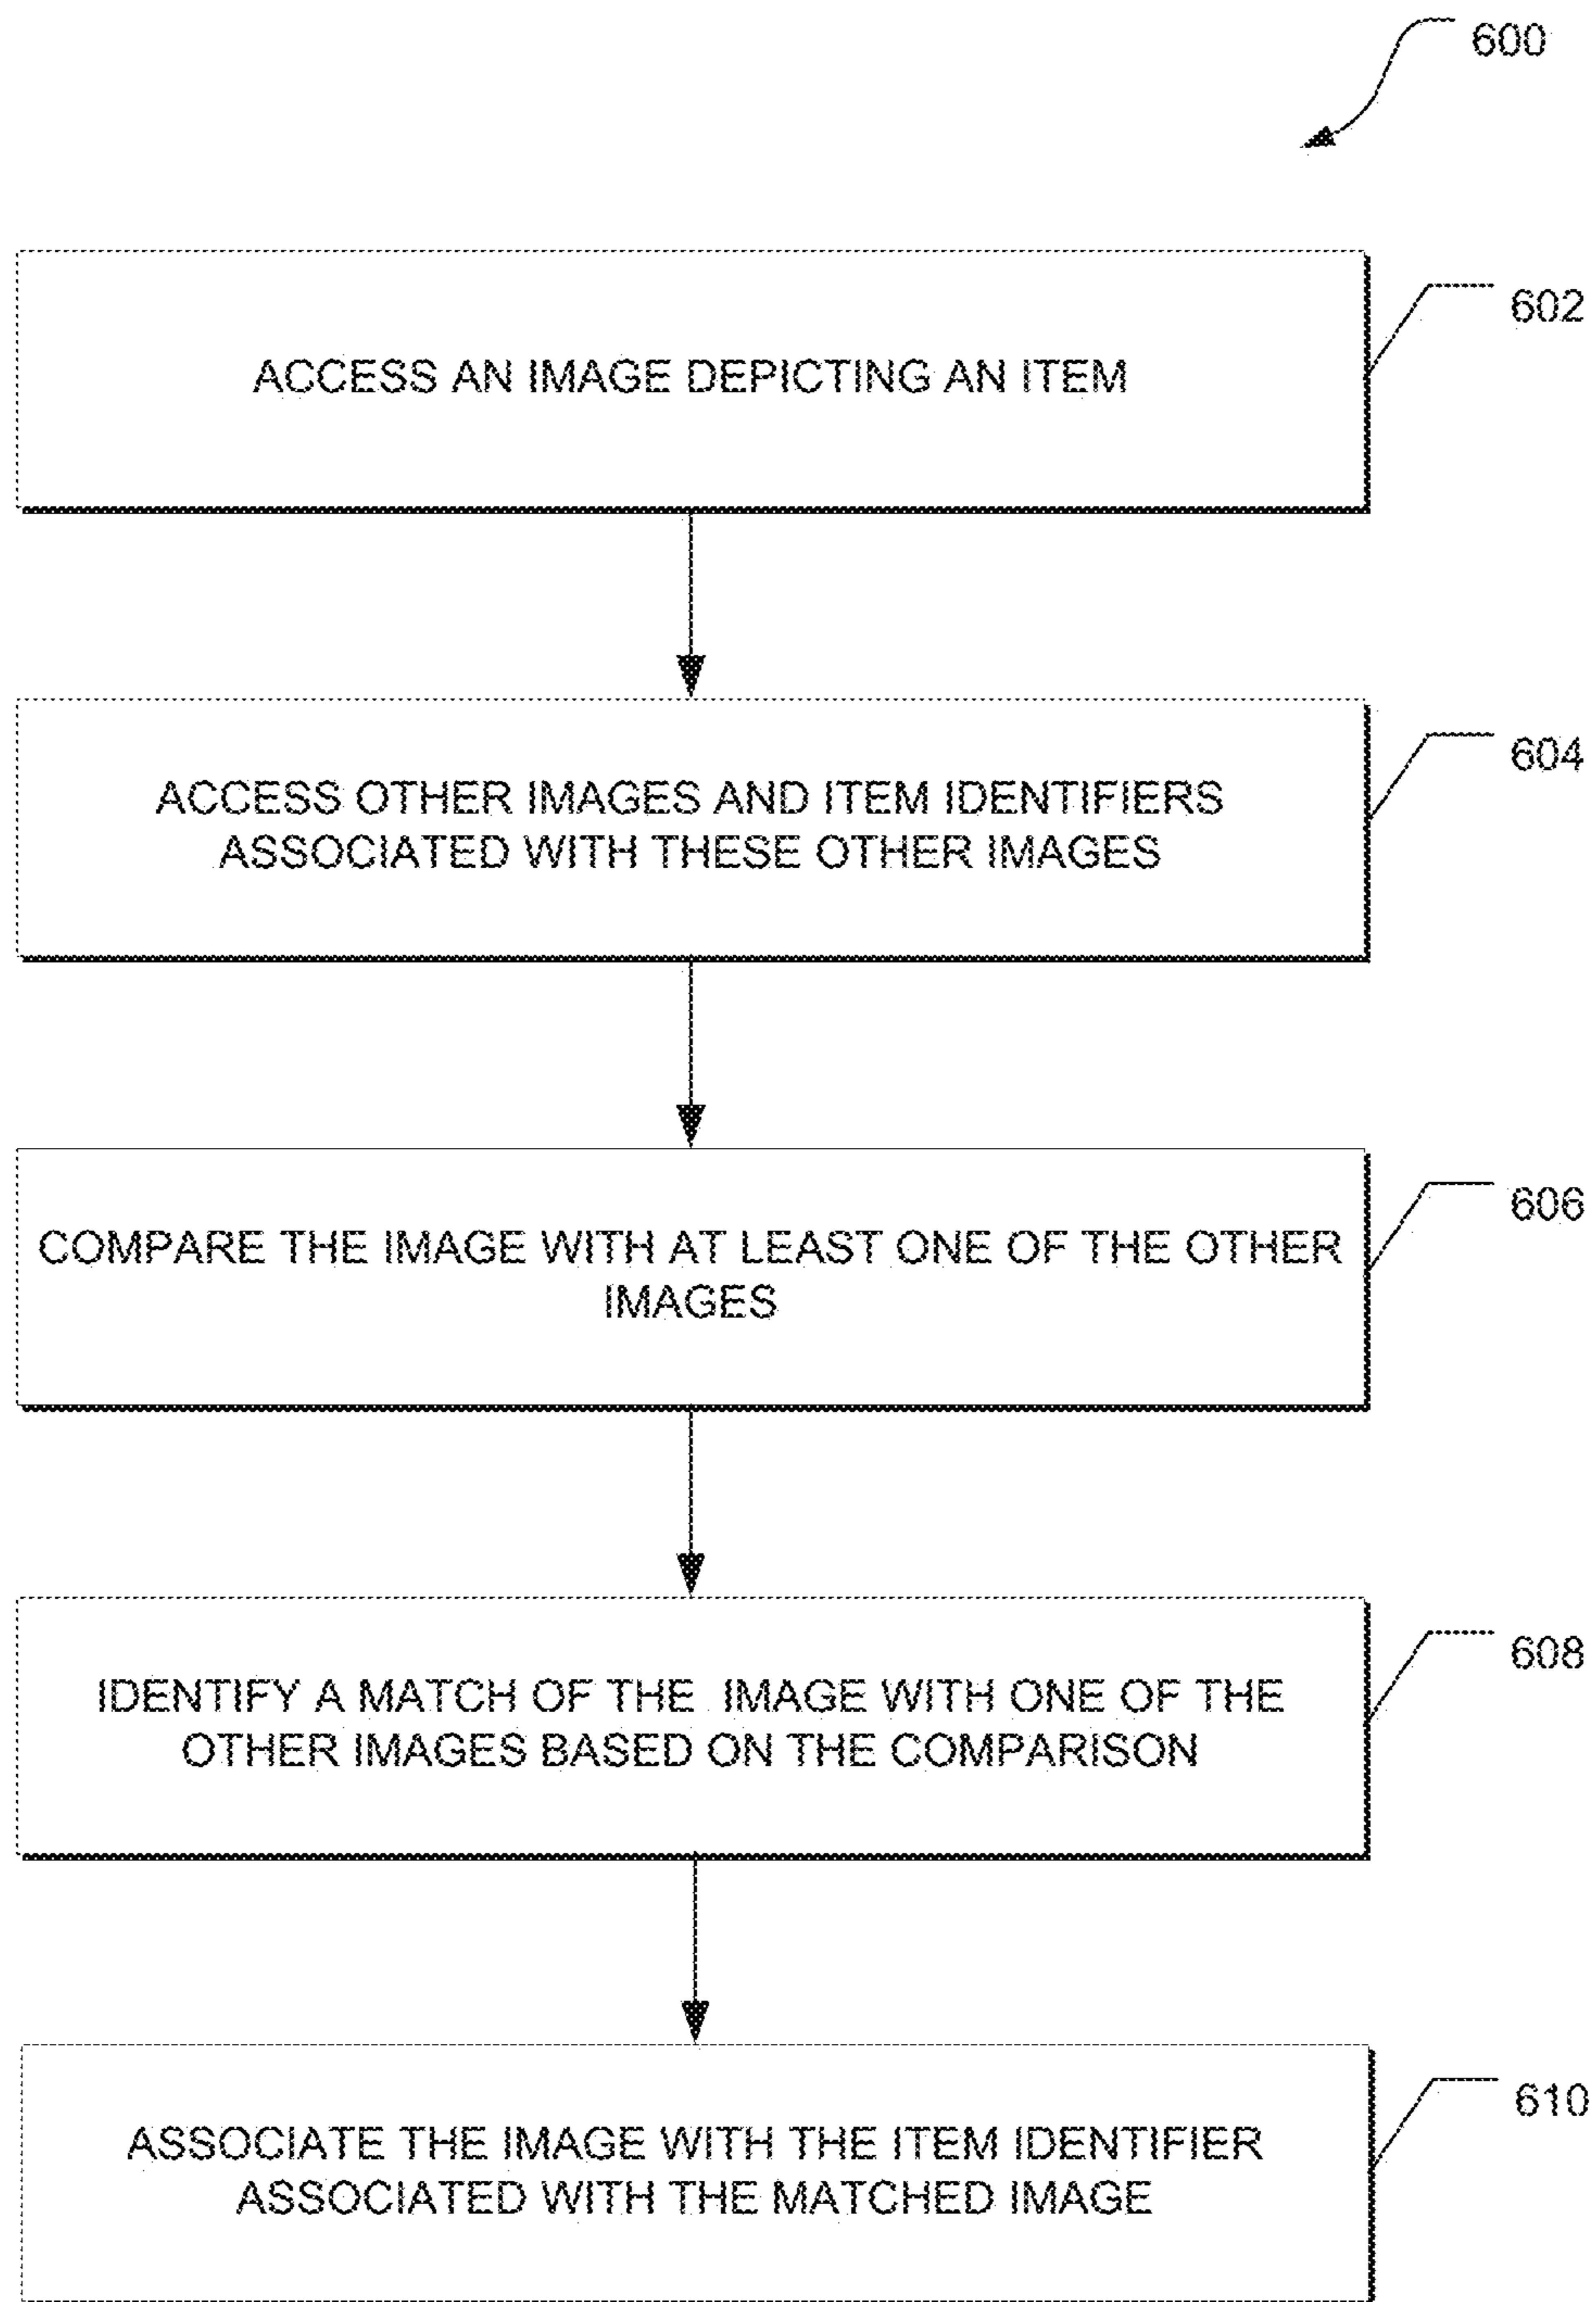 600
ACCESS AN IMAGE DEPICTING AN ITEM
602
ACCESS OTHER IMAGES AND ITEM IDENTIFIERS
ASSOCIATED WITH THESE OTHER IMAGES
604
COMPARE THE IMAGE WITH AT LEAST ONE OF THE OTHER
IMAGES
606
IDENTIFY A MATCH OF THE IMAGE WITH ONE OF THE
OTHER IMAGES BASED ON THE COMPARISON
608
ASSOCIATE THE IMAGE WITH THE ITEM IDENTIFIER
ASSOCIATED WITH THE MATCHED IMAGE
610